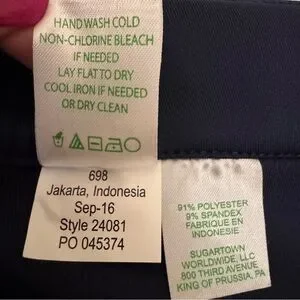 HAND WASH COLD
NON-CHLORINE BLEACH
IF NEEDED
LAY FLAT TO DRY
COOL IRON IF NEEDED
OR DRY CLEAN
698
Jakarta, Indonesia
Sep-16
Style 24081
PO 045374
91% POLYESTER
9% SPANDEX
FABRIQUE EN
INDONESIE
SUGARTOWN
WORLDWIDE, LLC
800 THIRD AVENUE
KING OF PRUSSIA, PA